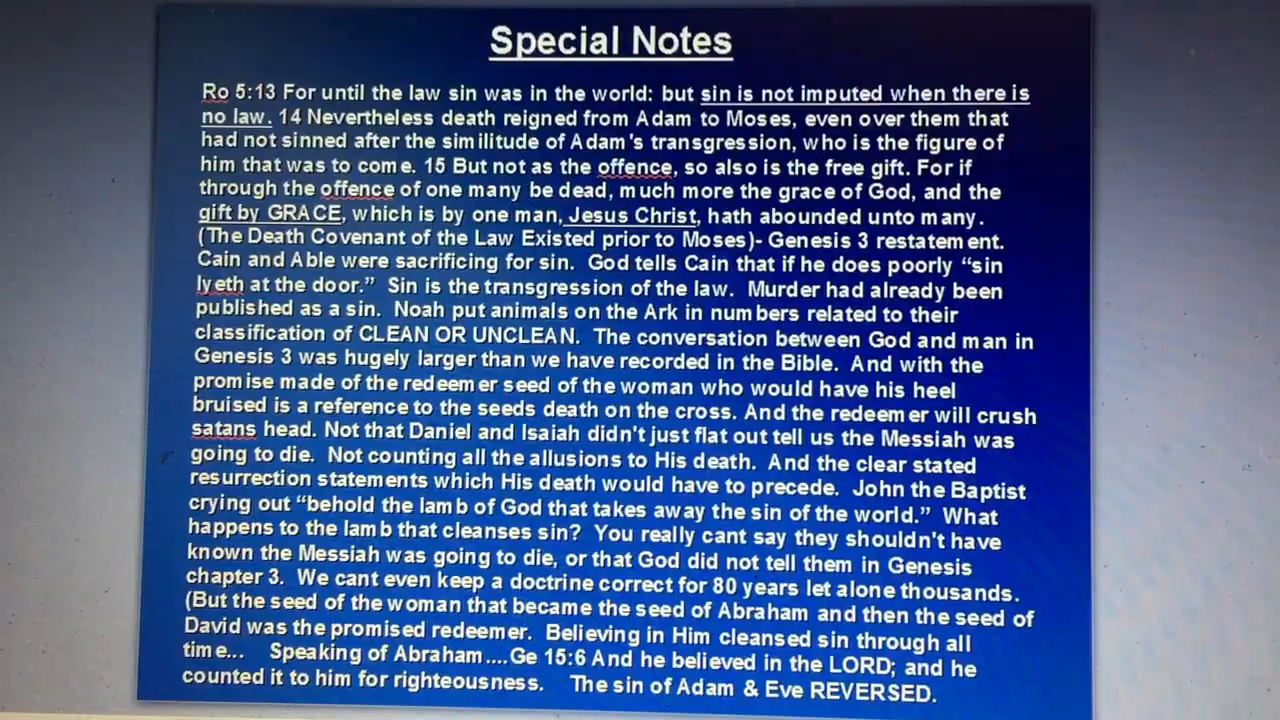 Special Notes
Ro 5:13 For until the law sin was in the world: but sin is not imputed when there is
no law. 14 Nevertheless death reigned from Adam to Moses, even over them that
had not sinned after the similitude of Adam's transgression, who is the figure of
him that was to come. 15 But not as the offence, so also is the free gift. For if
through the offence of one many be dead, much more the grace of God, and the
gift by GRACE, which is by one man, Jesus Christ, hath abounded unto many.
(The Death Covenant of the Law Existed prior to Moses)- Genesis 3 restatement.
Cain and Able were sacrificing for sin. God tells Cain that if he does poorly “sin
lyeth at the door.” Sin is the transgression of the law. Murder had already been
published as a sin. Noah put animals on the Ark in numbers related to their
classification of CLEAN OR UNCLEAN. The conversation between God and man in
Genesis 3 was hugely larger than we have recorded in the Bible. And with the
promise made of the redeemer seed of the woman who would have his heel
bruised is a reference to the seeds death on the cross. And the redeemer will crush
satans head. Not that Daniel and Isaiah didn't just flat out tell us the Messiah was
going to die. Not counting all the allusions to His death. And the clear stated
resurrection statements which His death would have to precede. John the Baptist
crying out “behold the lamb of God that takes away the sin of the world.” What
happens to the lamb that cleanses sin? You really cant say they shouldn't have
known the Messiah was going to die, or that God did not tell them in Genesis
chapter 3. We cant even keep a doctrine correct for 80 years let alone thousands.
(But the seed of the woman that became the seed of Abraham and then the seed of
David was the promised redeemer. Believing in Him cleansed sin through all
time... Speaking of Abraham....Ge 15:6 And he believed in the LORD; and he
counted it to him for righteousness. The sin of Adam & Eve REVERSED.